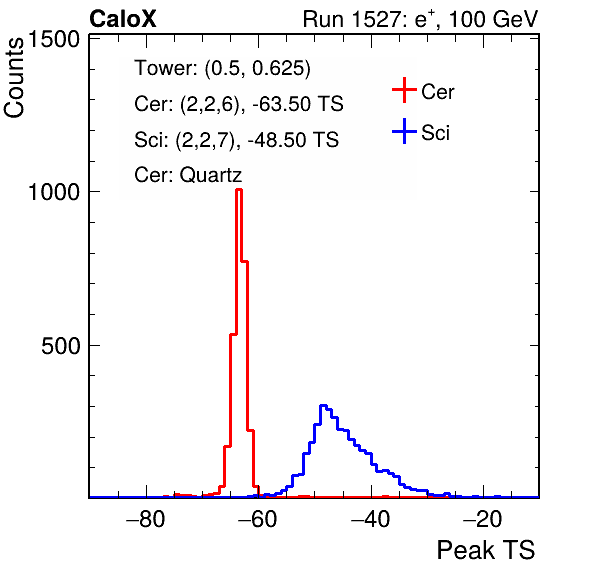 CaloX Run 1527: e⁺, 100 GeV
Counts
1500
1000
500
Tower: (0.5, 0.625)
Cer: (2,2,6), -63.50 TS
Sci: (2,2,7), -48.50 TS
Cer: Quartz
Cer
Sci
−80 −60 −40 −20
Peak TS